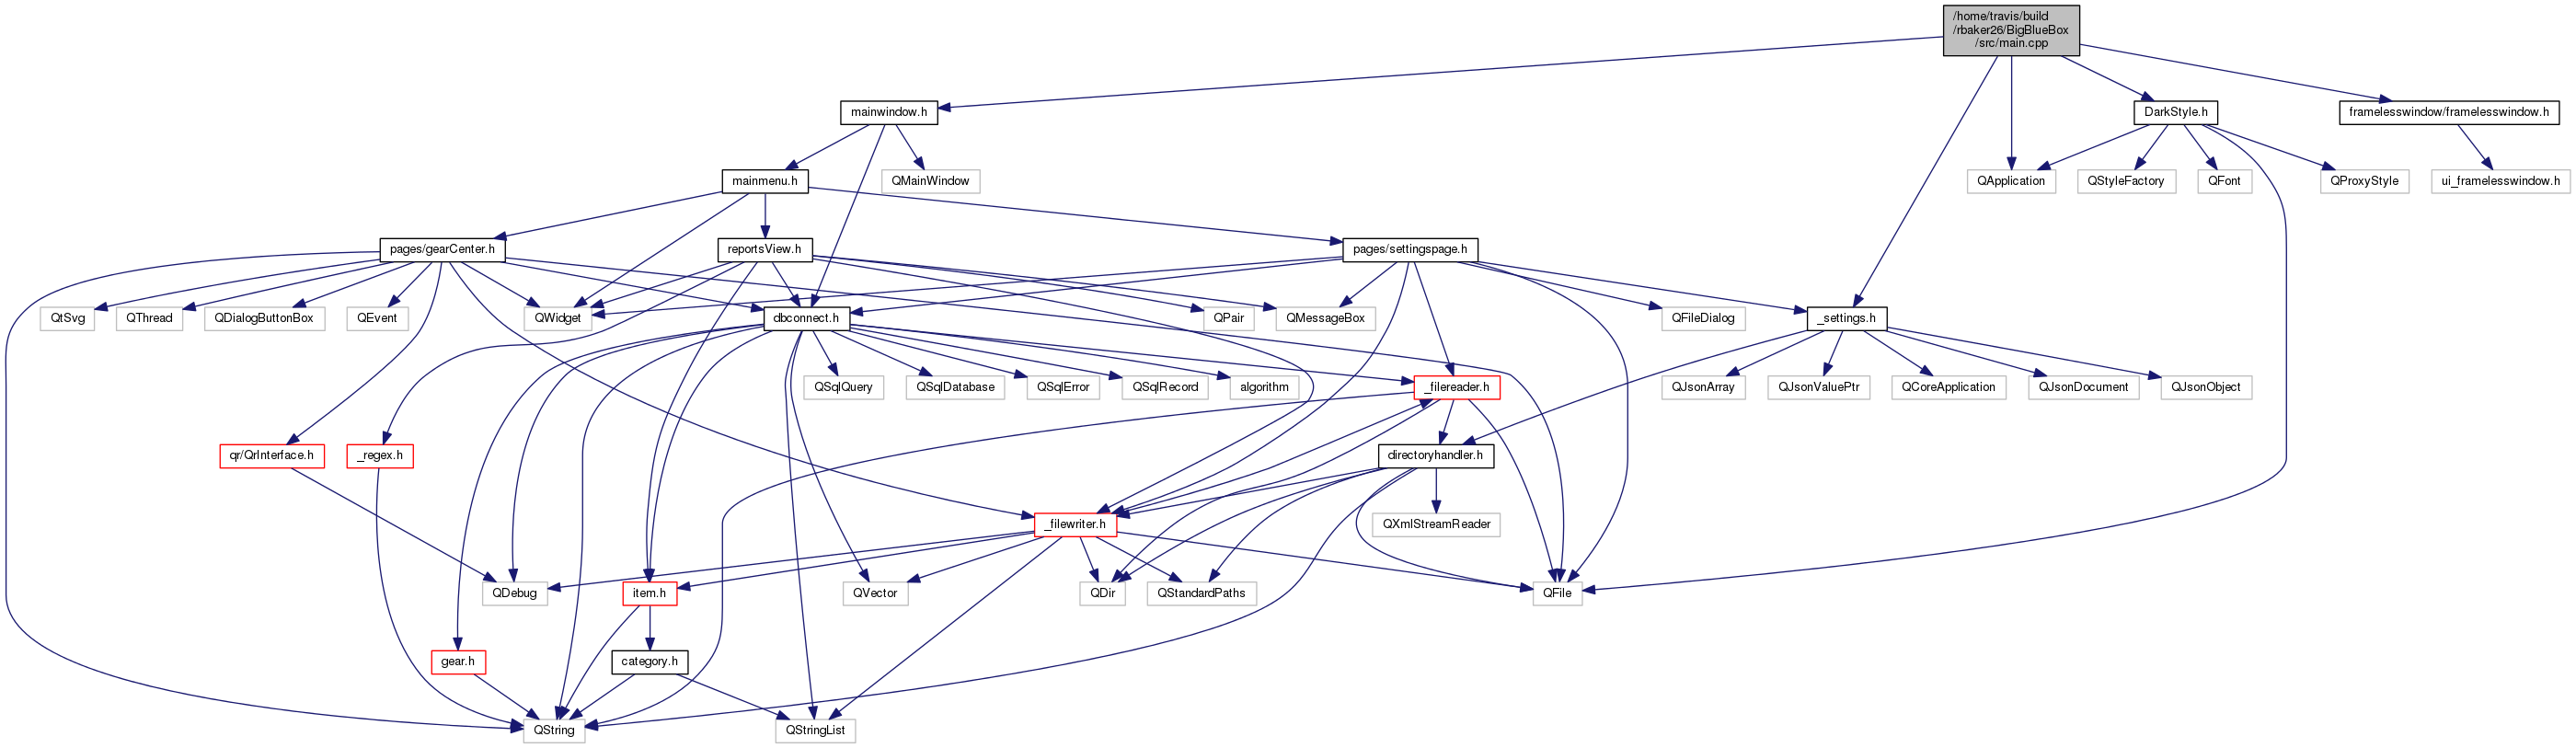 /home/travis/build
/rbaker26/BigBlueBox
/src/main.cpp
mainwindow.h
DarkStyle.h
framelesswindow/framelesswindow.h
mainmenu.h
QMainWindow
QApplication
QStyleFactory
QFont
QProxyStyle
ui_framelesswindow.h
pages/gearCenter.h
reportsView.h
pages/settingspage.h
QtSvg
QThread
QDialogButtonBox
QEvent
QWidget
dbconnect.h
QPair
QMessageBox
QFileDialog
_settings.h
QSqlQuery
QSqlDatabase
QSqlError
QSqlRecord
algorithm
_filereader.h
QJsonArray
QJsonValuePtr
QCoreApplication
QJsonDocument
QJsonObject
qr/QrInterface.h
_regex.h
directoryhandler.h
_filewriter.h
QXmlStreamReader
QDebug
item.h
QVector
QDir
QStandardPaths
QFile
gear.h
category.h
QString
QStringList